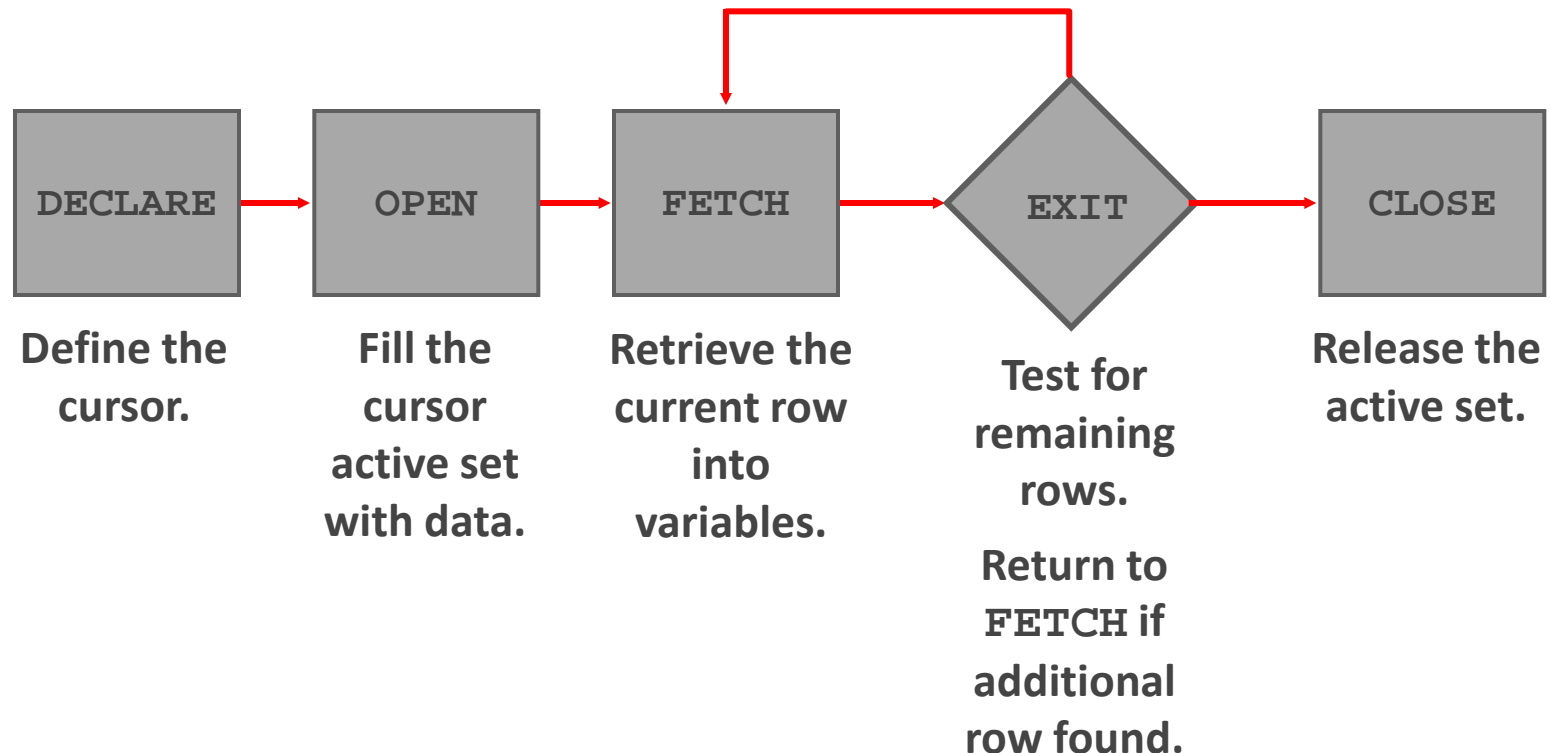 DECLARE
OPEN
FETCH
EXIT
CLOSE
Define the
cursor.
Fill the
cursor
active set
with data.
Retrieve the
current row
into
variables.
Test for
remaining
rows.
Return to
FETCH if
additional
row found.
Release the
active set.